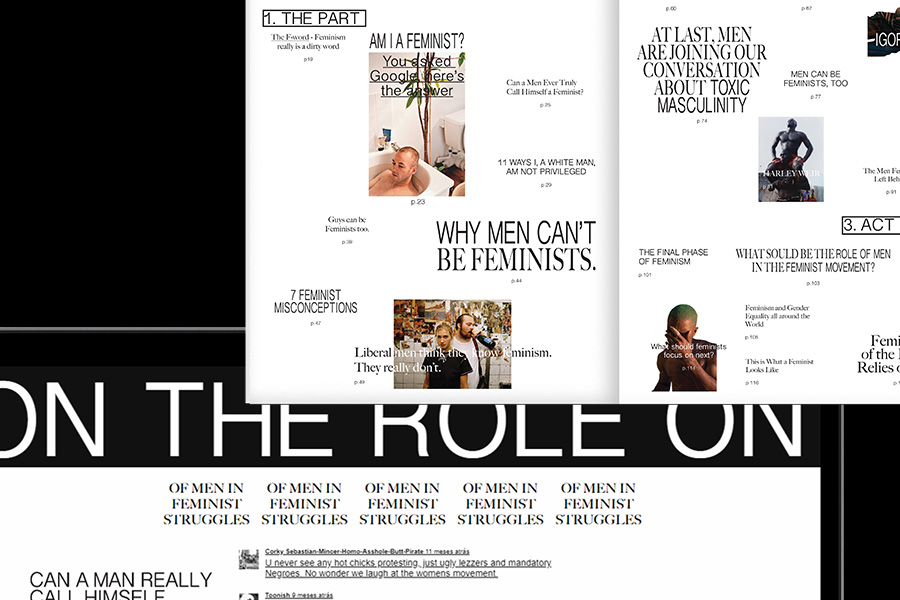 1. THE PART
The F-word - Feminism
really is a dirty word
p19
AM I A FEMINIST?
You asked
Google here's
the answer
p.23
Can a Men Ever Truly
Call Himself a Feminist?
p.25
11 WAYS I, A WHITE MAN,
AM NOT PRIVILEGED
p.29
Guys can be
Feminists too.
p.38
WHY MEN CAN'T
BE FEMINISTS.
p.44
7 FEMINIST
MISCONCEPTIONS
p.47
Liberal men think they know feminism.
They really don't.
p.49
p.60
p.67
AT LAST, MEN
ARE JOINING OUR
CONVERSATION
ABOUT TOXIC
MASCULINITY
p.74
MEN CAN BE
FEMINISTS, TOO
p.77
IGOR
HARLEY WEIR
The Men Fe
Left Beh
p.91
3. ACT
THE FINAL PHASE
OF FEMINISM
p.101
WHAT SOULD BE THE ROLE OF MEN
IN THE FEMINIST MOVEMENT?
p.103
What should feminists
focus on next?
p.111
Feminism and Gender
Equality all around the
World
p.106
This is What a Feminist
Looks Like
p.116
Femi
of the
Relies o
ON THE ROLE ON
OF MEN IN OF MEN IN OF MEN IN OF MEN IN OF MEN IN
FEMINIST FEMINIST FEMINIST FEMINIST FEMINIST
STRUGGLES STRUGGLES STRUGGLES STRUGGLES STRUGGLES
Corky Sebastian-Mincer-Homo-Asshole-Butt-Pirate 11 meses atrás
U never see any hot chicks protesting, just ugly lezzers and mandatory
Negroes. No wonder we laugh at the womens movement.
Toonish 9 meses atrás
CAN A MAN REALLY
CALL HIMSELF